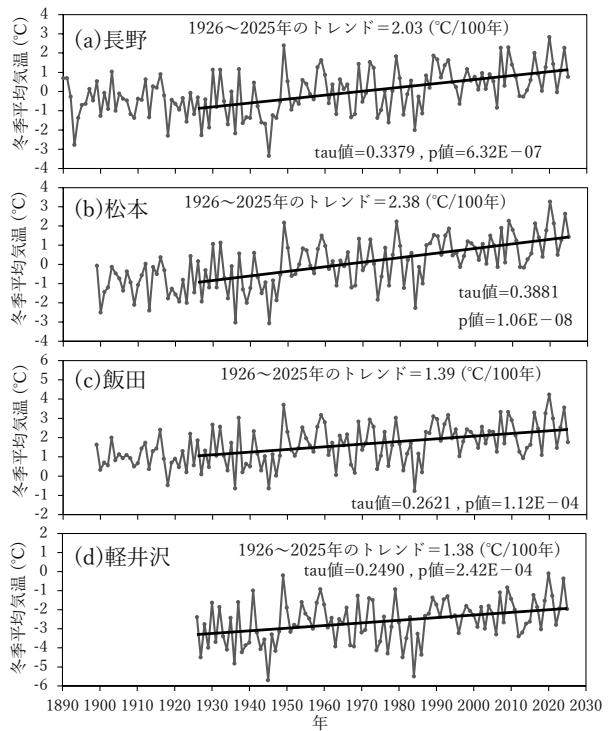 (a)長野
1926～2025年のトレンド＝2.03 (℃/100年)
冬季平均気温 (℃)
4
3
2
1
0
-1
-2
-3
-4
tau値=0.3379 , p値=6.32E－07
(b)松本
1926～2025年のトレンド＝2.38 (℃/100年)
冬季平均気温 (℃)
4
3
2
1
0
-1
-2
-3
-4
tau値=0.3881
p値=1.06E－08
(c)飯田
1926～2025年のトレンド＝1.39 (℃/100年)
冬季平均気温 (℃)
6
5
4
3
2
1
0
-1
-2
tau値=0.2621 , p値=1.12E－04
(d)軽井沢
1926～2025年のトレンド＝1.38 (℃/100年)
tau値=0.2490 , p値=2.42E－04
冬季平均気温 (℃)
2
1
0
-1
-2
-3
-4
-5
-6
1890 1900 1910 1920 1930 1940 1950 1960 1970 1980 1990 2000 2010 2020 2030
年